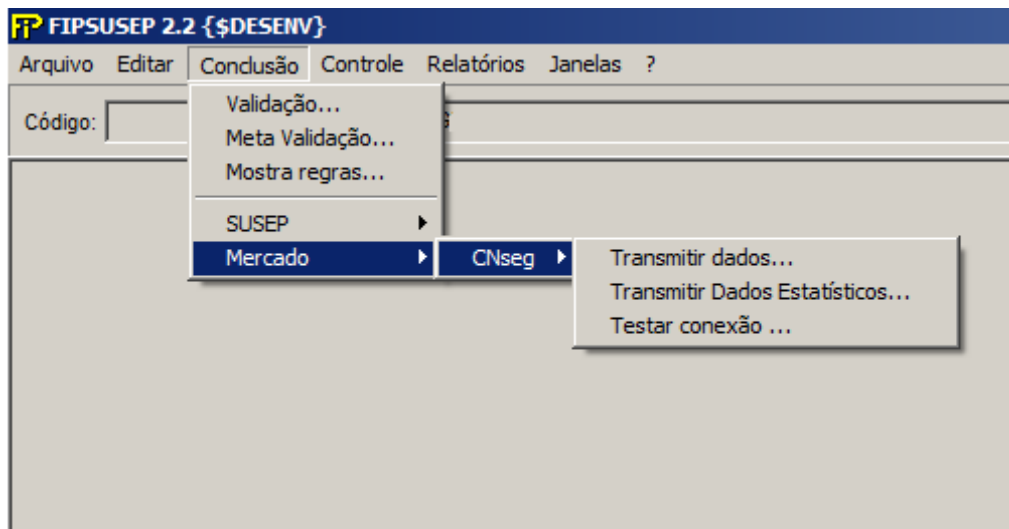 FIP FIPSUSEP 2.2 {$DESENV}
Arquivo Editar Conclusão Controle Relatórios Janelas ?
Código:
Validação...
Meta Validação...
Mostra regras...
SUSEP
Mercado
CNseg
Transmitir dados...
Transmitir Dados Estatísticos...
Testar conexão ...